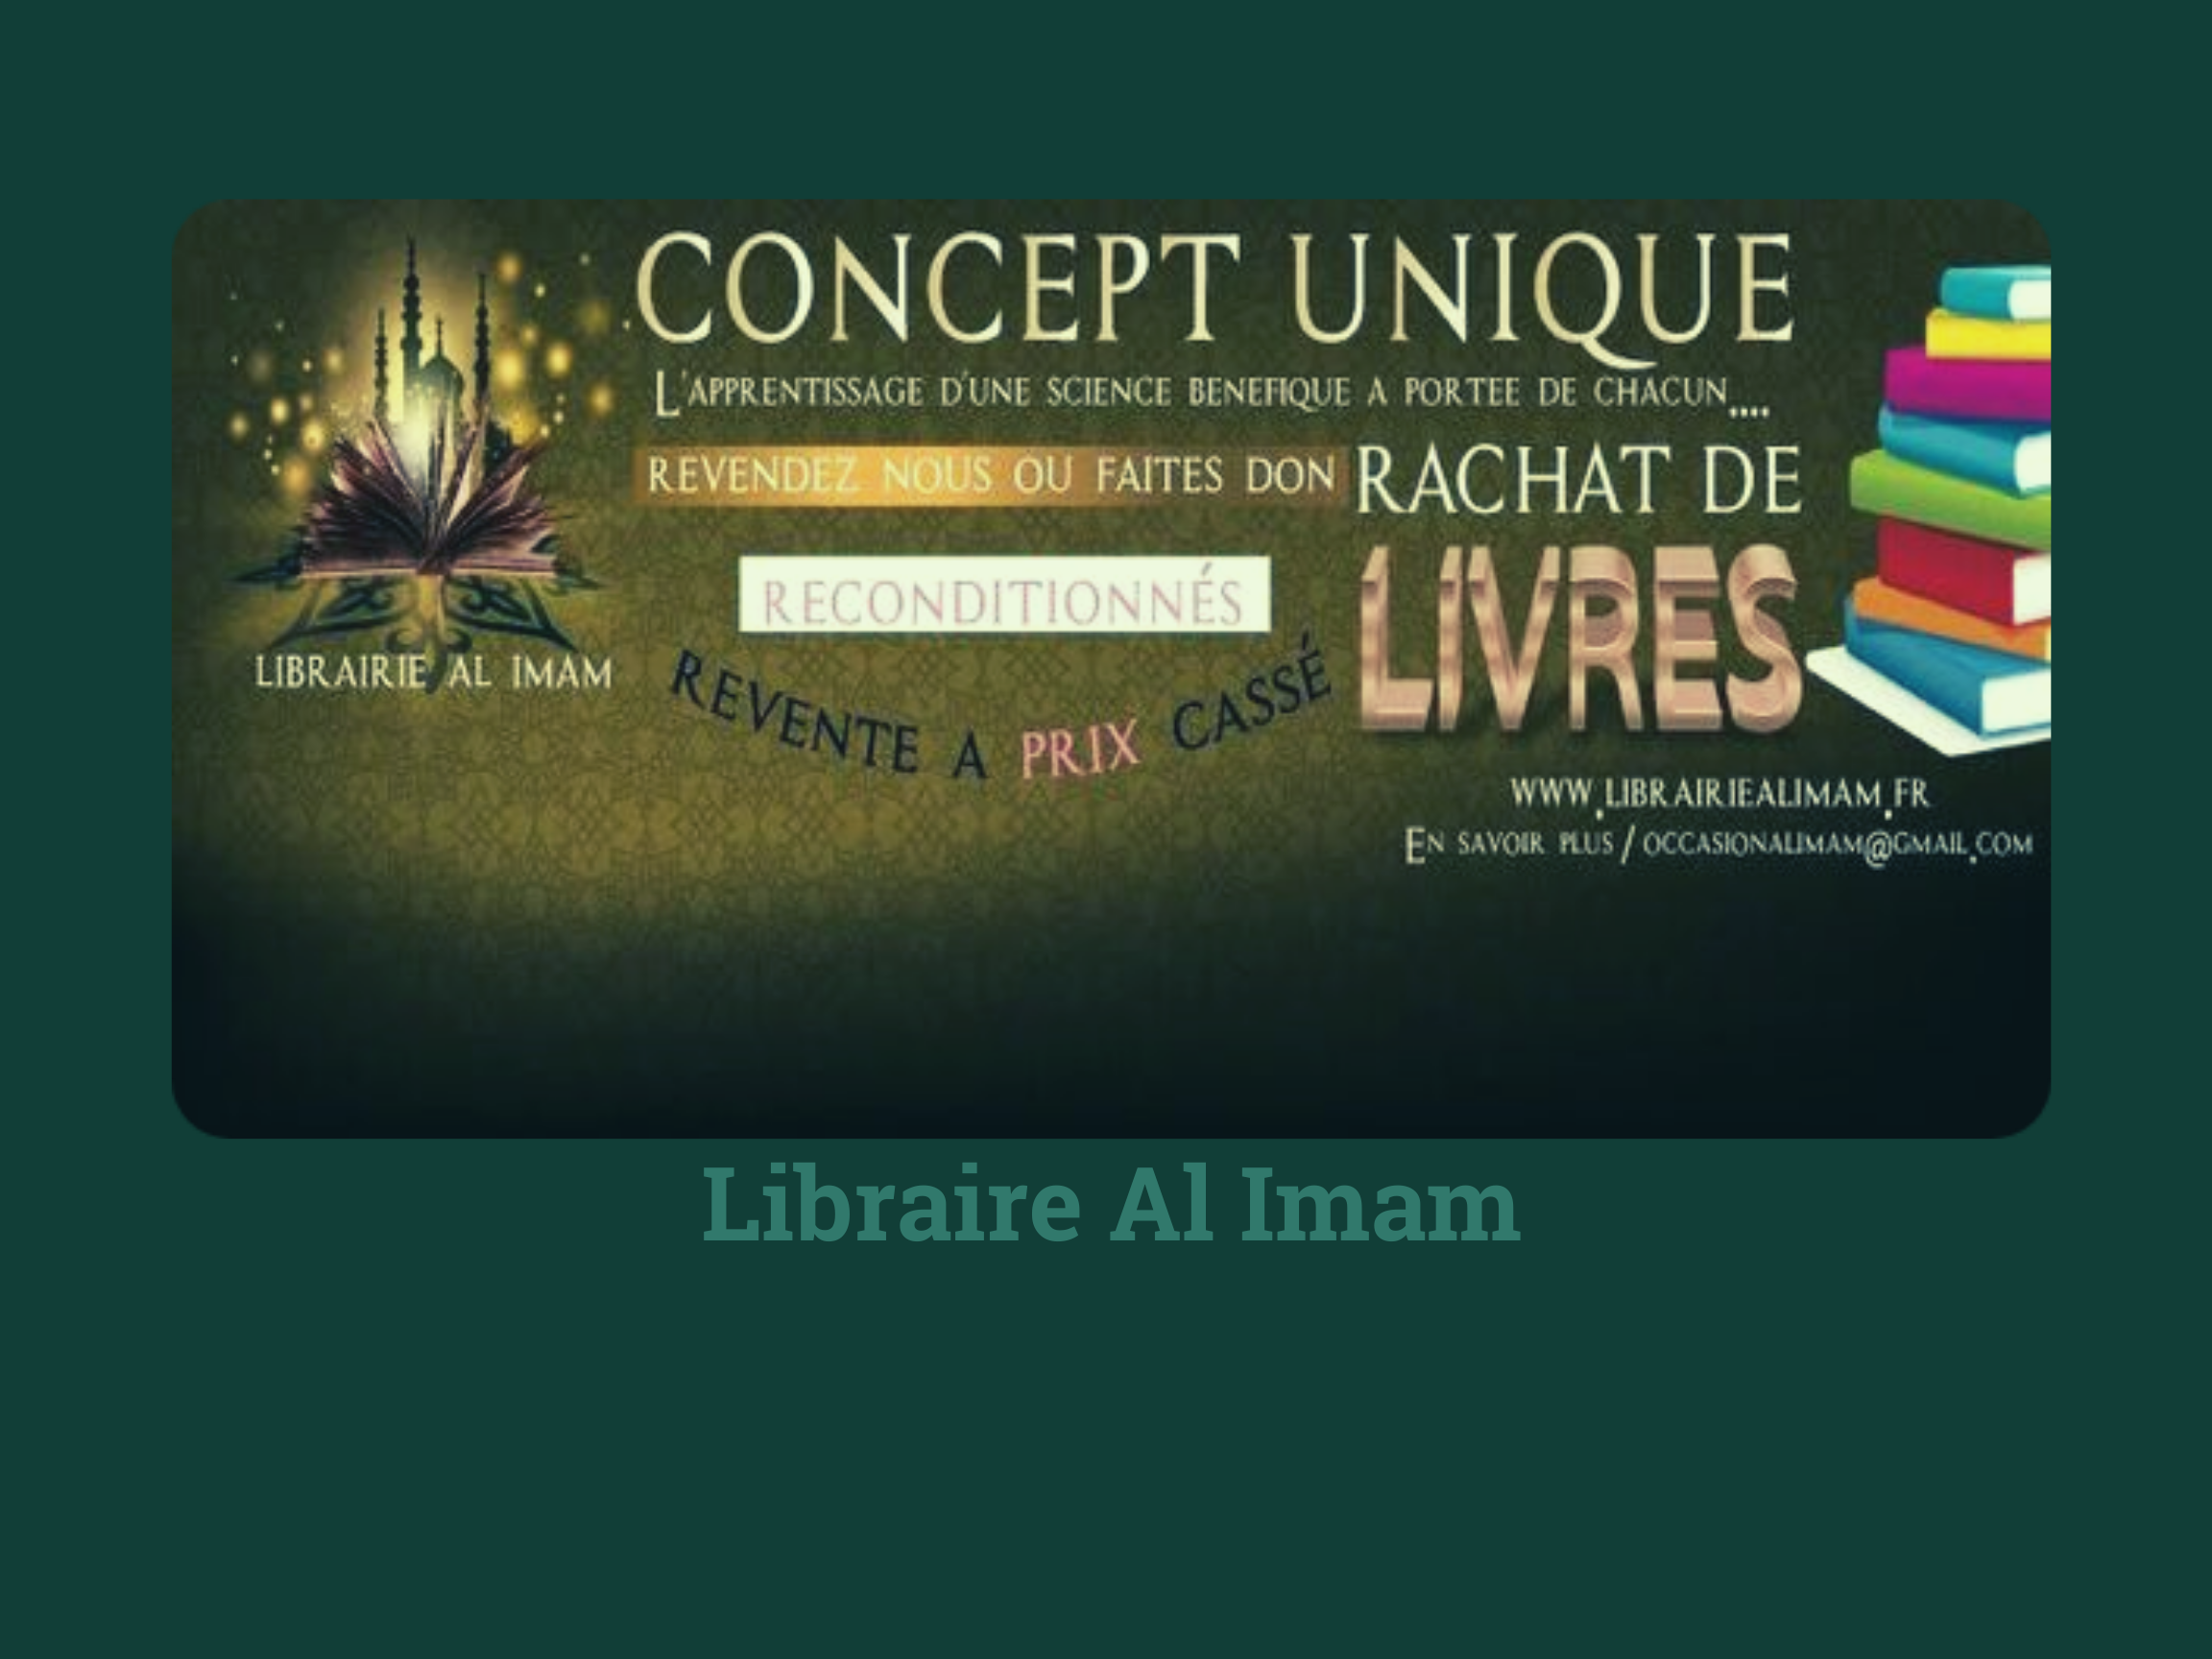 CONCEPT UNIQUE
L'APPRENTISSAGE D'UNE SCIENCE BENEFIQUE A PORTEE DE CHACUN....
REVENDEZ NOUS OU FAITES DON
RACHAT DE
LIVRES
RECONDITIONNÉS
REVENTE A PRIX CASSÉ
LIBRAIRIE AL IMAM
WWW.LIBRAIRIEALIMAM.FR
EN SAVOIR PLUS / OCCASIONALIMAM@GMAIL.COM
Libraire Al Imam